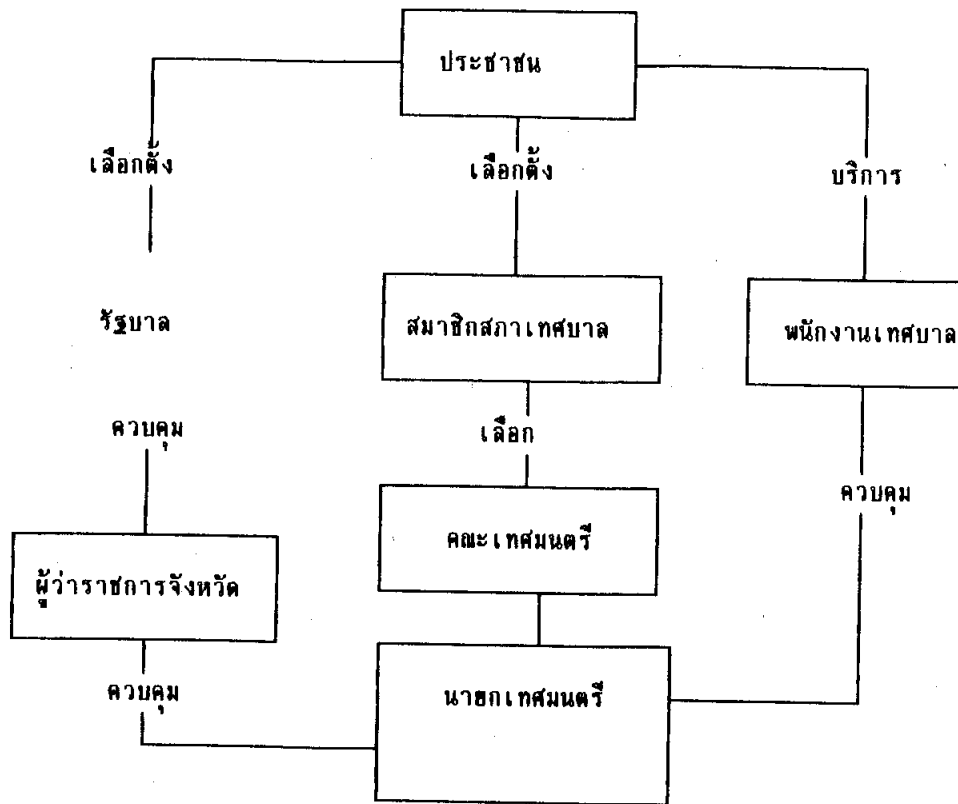 ประชาชน
เลือกตั้ง
เลือกตั้ง
บริการ
รัฐบาล
สมาชิกสภาเทศบาล
พนักงานเทศบาล
ควบคุม
เลือก
ควบคุม
คณะเทศมนตรี
ผู้ว่าราชการจังหวัด
ควบคุม
นายกเทศมนตรี